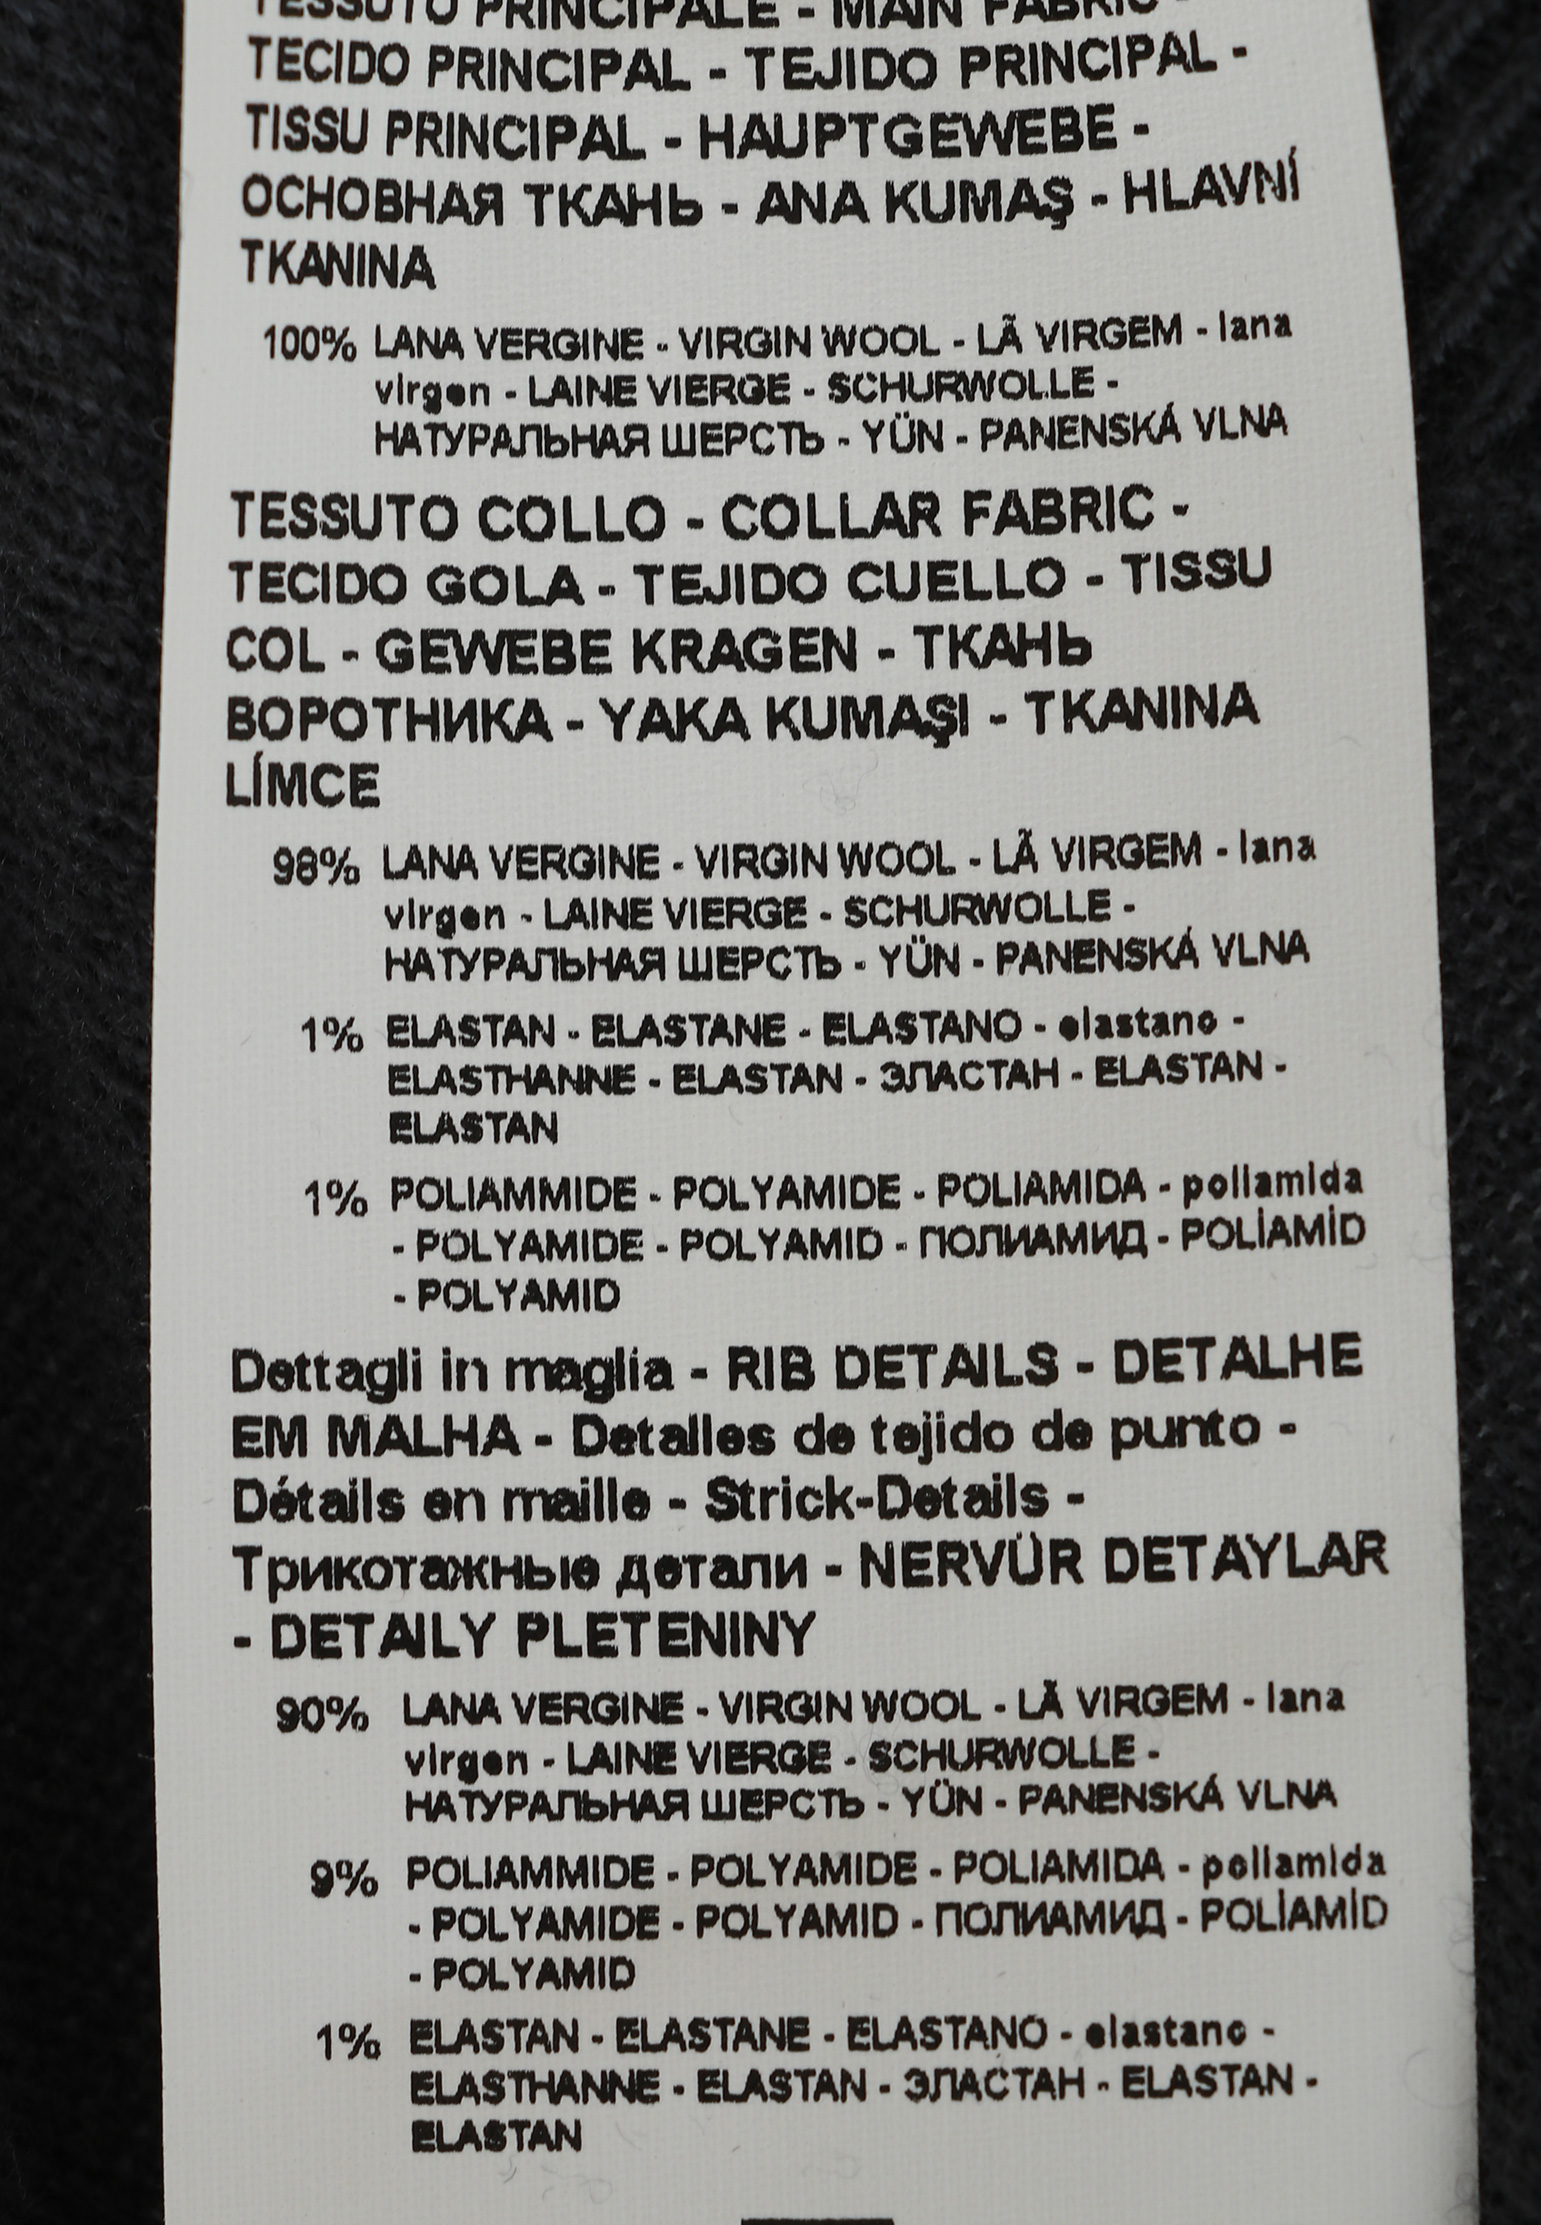 TESSUTO PRINCIPALE - MAIN FABRIC -
TECIDO PRINCIPAL - TEJIDO PRINCIPAL -
TISSU PRINCIPAL - HAUPTGEWEBE -
ОСНОВНАЯ ТКАНЬ - ANA KUMAŞ - HLAVNÍ
TKANINA
100% LANA VERGINE - VIRGIN WOOL - LÃ VIRGEM - lana
virgen - LAINE VIERGE - SCHURWOLLE -
НАТУРАЛЬНАЯ ШЕРСТЬ - YÜN - PANENSKÁ VLNA
TESSUTO COLLO - COLLAR FABRIC -
TECIDO GOLA - TEJIDO CUELLO - TISSU
COL - GEWEBE KRAGEN - ТКАНЬ
ВОРОТНИКА - YAKA KUMAŞI - TKANINA
LÍMCE
98% LANA VERGINE - VIRGIN WOOL - LÃ VIRGEM - lana
virgen - LAINE VIERGE - SCHURWOLLE -
НАТУРАЛЬНАЯ ШЕРСТЬ - YÜN - PANENSKÁ VLNA
1% ELASTAN - ELASTANE - ELASTANO - elastano -
ELASTHANNE - ELASTAN - ЭЛАСТАН - ELASTAN -
ELASTAN
1% POLIAMMIDE - POLYAMIDE - POLIAMIDA - poliamida
- POLYAMIDE - POLYAMID - ПОЛИАМИД - POLİAMİD
- POLYAMID
Dettagli in maglia - RIB DETAILS - DETALHE
EM MALHA - Detalles de tejido de punto -
Détails en maille - Strick-Details -
Трикотажные детали - NERVÜR DETAYLAR
- DETAILY PLETENINY
90% LANA VERGINE - VIRGIN WOOL - LÃ VIRGEM - lana
virgen - LAINE VIERGE - SCHURWOLLE -
НАТУРАЛЬНАЯ ШЕРСТЬ - YÜN - PANENSKÁ VLNA
9% POLIAMMIDE - POLYAMIDE - POLIAMIDA - poliamida
- POLYAMIDE - POLYAMID - ПОЛИАМИД - POLİAMİD
- POLYAMID
1% ELASTAN - ELASTANE - ELASTANO - elastano -
ELASTHANNE - ELASTAN - ЭЛАСТАН - ELASTAN -
ELASTAN